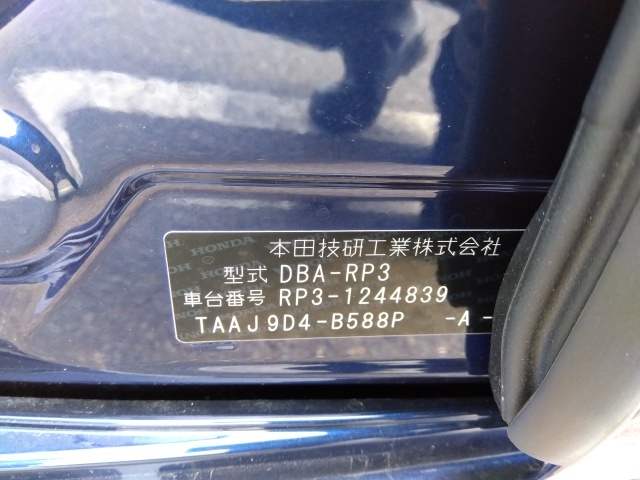 本田技研工業株式会社
型式 DBA-RP3
車台番号 RP3-1244839
TAAJ9D4-B588P -A -